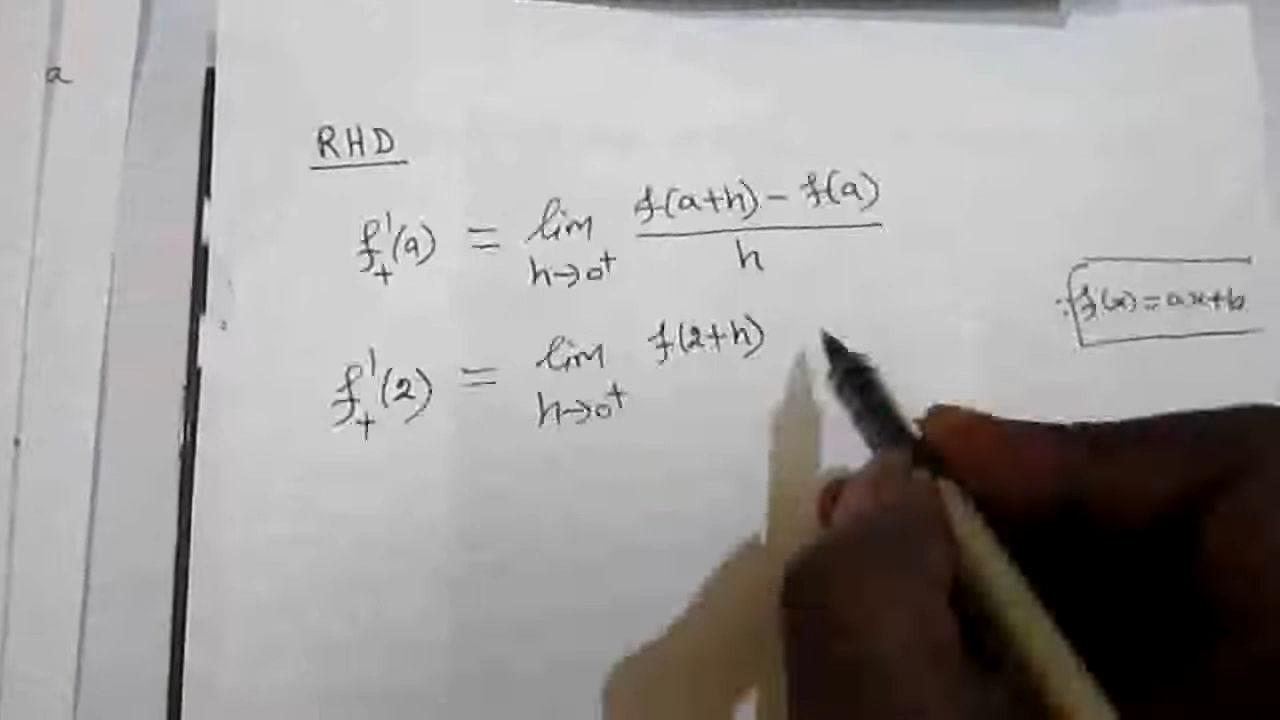 a
RHD
f'₊(a) = lim h→0⁺ f(a+h) - f(a) / h
∴ f(x) = ax+b
f'₊(2) = lim h→0⁺ f(2+h)